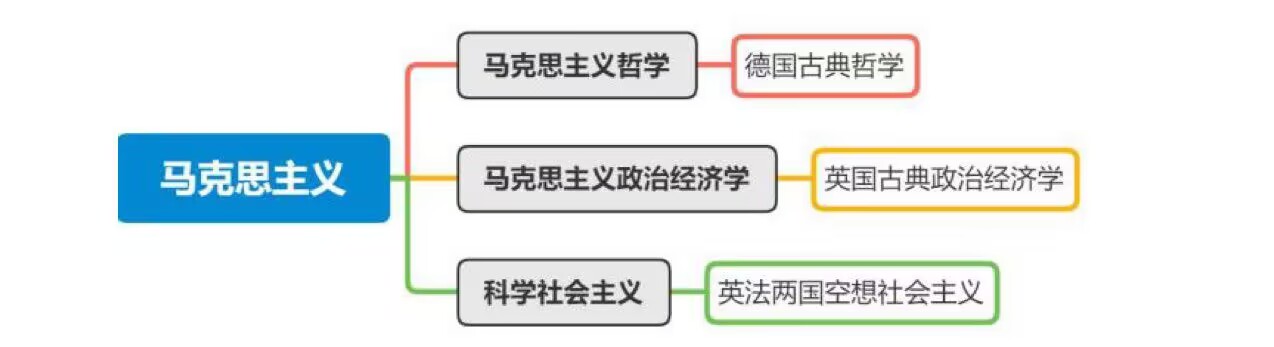 马克思主义哲学
德国古典哲学
马克思主义
马克思主义政治经济学
英国古典政治经济学
科学社会主义
英法两国空想社会主义